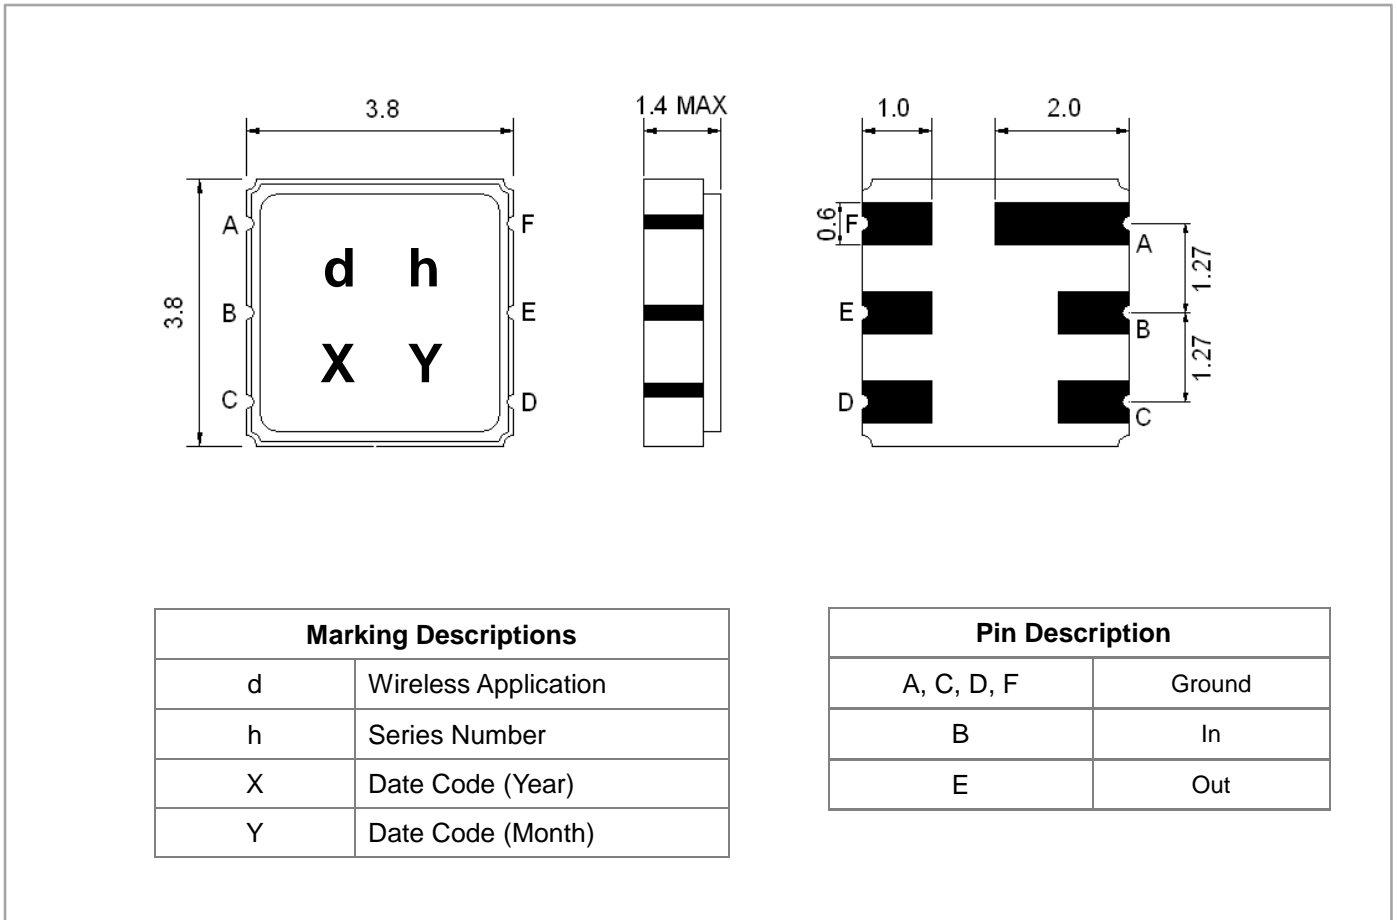 3.8
1.4 MAX
1.0
2.0
A
F
0.6
F
A
d h
1.27
3.8
B
E
E
B
X Y
1.27
C
D
D
C
Marking Descriptions
d Wireless Application
h Series Number
X Date Code (Year)
Y Date Code (Month)
Pin Description
A, C, D, F Ground
B In
E Out